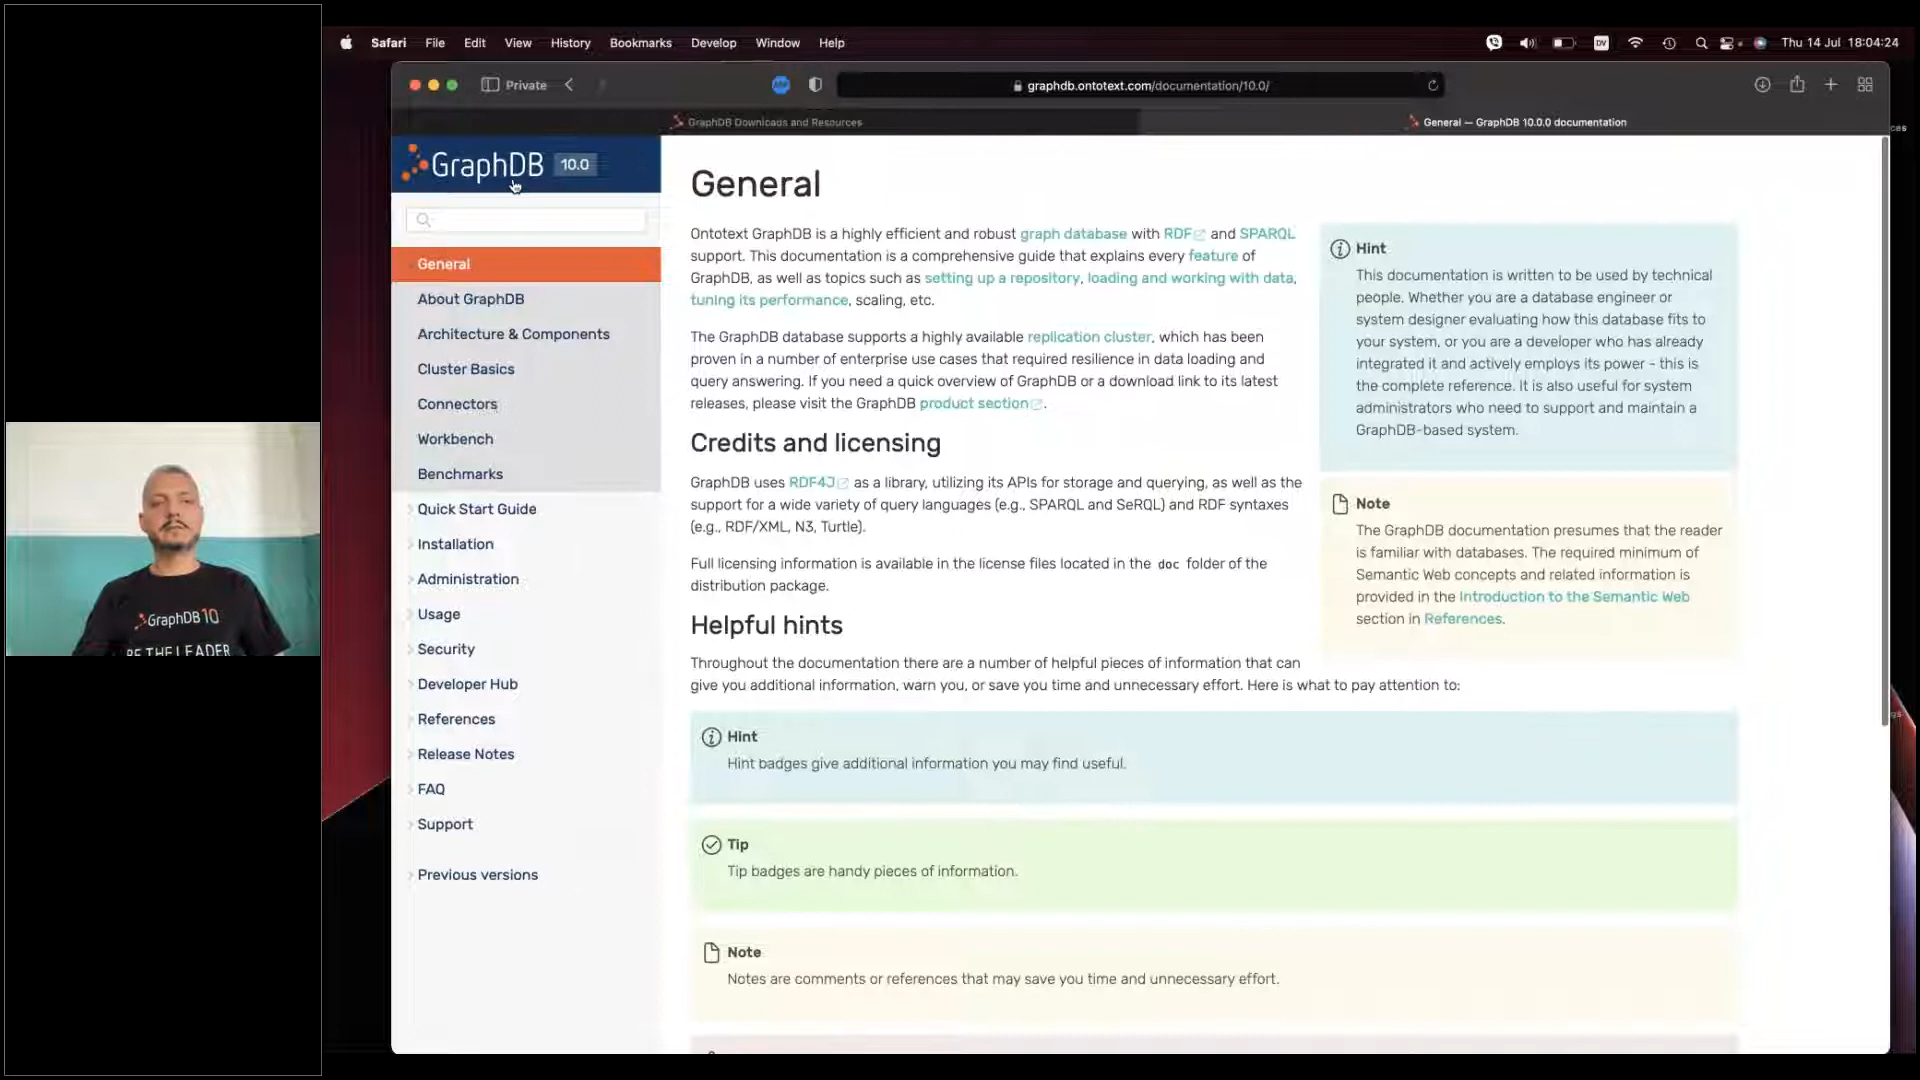 Safari File Edit View History Bookmarks Develop Window Help
DV
Thu 14 Jul 18:04:24
Private
graphdb.ontotext.com/documentation/10.0/
GraphDB Downloads and Resources
General — GraphDB 10.0.0 documentation
GraphDB 10.0
General
About GraphDB
Architecture & Components
Cluster Basics
Connectors
Workbench
Benchmarks
Quick Start Guide
Installation
Administration
Usage
Security
Developer Hub
References
Release Notes
FAQ
Support
Previous versions
General
Ontotext GraphDB is a highly efficient and robust graph database with RDF and SPARQL
support. This documentation is a comprehensive guide that explains every feature of
GraphDB, as well as topics such as setting up a repository, loading and working with data,
tuning its performance, scaling, etc.
The GraphDB database supports a highly available replication cluster, which has been
proven in a number of enterprise use cases that required resilience in data loading and
query answering. If you need a quick overview of GraphDB or a download link to its latest
releases, please visit the GraphDB product section.
Credits and licensing
GraphDB uses RDF4J as a library, utilizing its APIs for storage and querying, as well as the
support for a wide variety of query languages (e.g., SPARQL and SeRQL) and RDF syntaxes
(e.g., RDF/XML, N3, Turtle).
Full licensing information is available in the license files located in the doc folder of the
distribution package.
Helpful hints
Throughout the documentation there are a number of helpful pieces of information that can
give you additional information, warn you, or save you time and unnecessary effort. Here is what to pay attention to:
Hint
Hint badges give additional information you may find useful.
Tip
Tip badges are handy pieces of information.
Note
Notes are comments or references that may save you time and unnecessary effort.
Hint
This documentation is written to be used by technical
people. Whether you are a database engineer or
system designer evaluating how this database fits to
your system, or you are a developer who has already
integrated it and actively employs its power - this is
the complete reference. It is also useful for system
administrators who need to support and maintain a
GraphDB-based system.
Note
The GraphDB documentation presumes that the reader
is familiar with databases. The required minimum of
Semantic Web concepts and related information is
provided in the Introduction to the Semantic Web
section in References.
GraphDB 10
BE THE LEADER